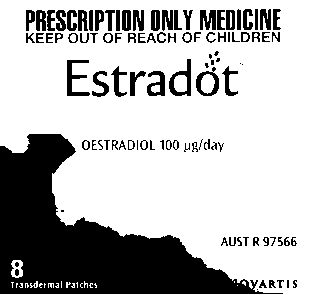 PRESCRIPTION ONLY MEDICINE
KEEP OUT OF REACH OF CHILDREN
Estradot
OESTRADIOL 100 µg/day
AUST R 97566
8
Transdermal Patches
NOVARTIS